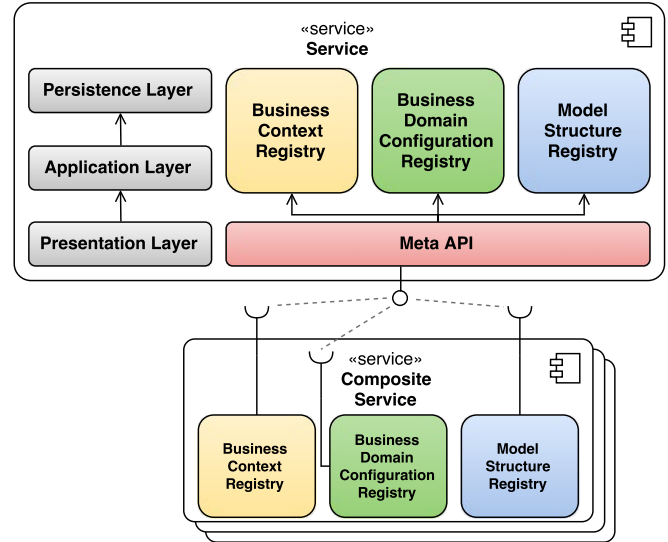 «service»
Service
Persistence Layer
Application Layer
Presentation Layer
Business
Context
Registry
Business
Domain
Configuration
Registry
Model
Structure
Registry
Meta API
«service»
Composite
Service
Business
Context
Registry
Business
Domain
Configuration
Registry
Model
Structure
Registry